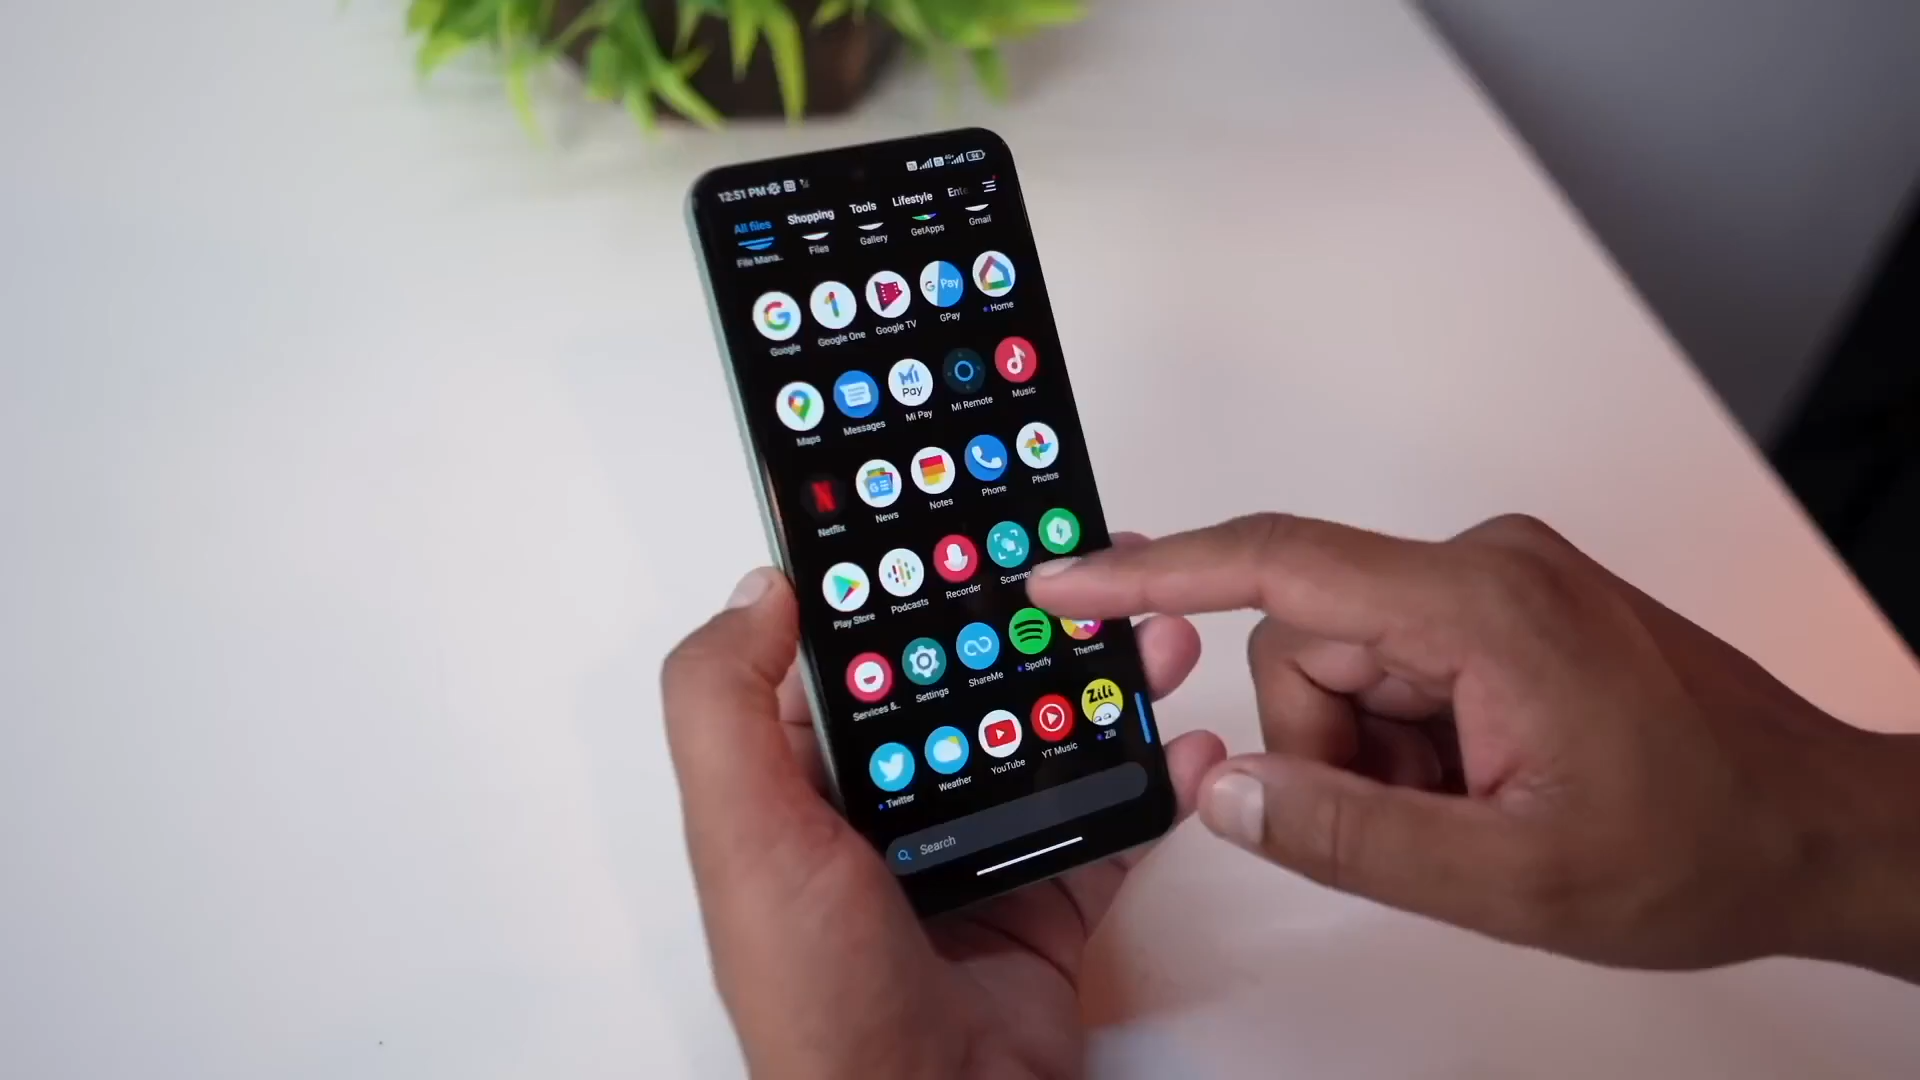 12:51 PM
All files Shopping Tools Lifestyle Ente
File Mana.. Files Gallery GetApps Gmail
G Pay
Google Google One Google TV GPay Home
Mi Pay
Maps Messages Mi Pay Mi Remote Music
Netflix News Notes Phone Photos
Play Store Podcasts Recorder Scanner
Zili
Services &.. Settings ShareMe Spotify Themes
Twitter Weather YouTube YT Music Zili
Search